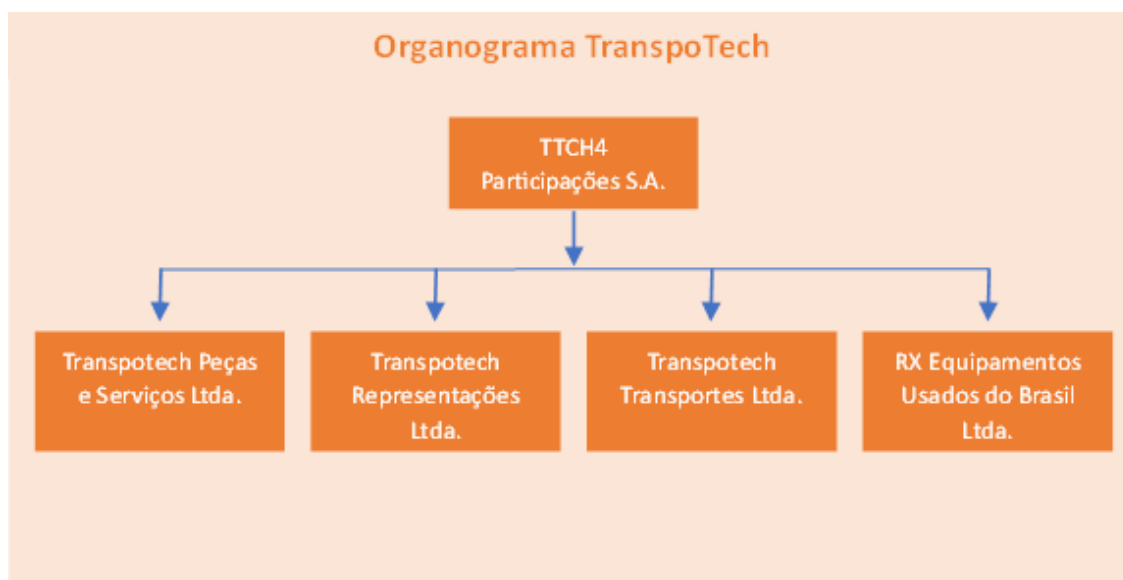 Organograma TranspoTech
TTCH4
Participações S.A.
Transpotech Peças
e Serviços Ltda.
Transpotech
Representações
Ltda.
Transpotech
Transportes Ltda.
RX Equipamentos
Usados do Brasil
Ltda.